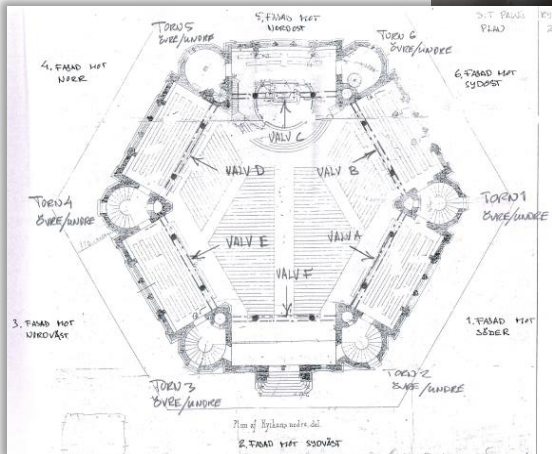 5. FASAD MOT
NORDOST
TORN 5
ÖVRE/UNDRE
TORN 6
ÖVRE/UNDRE
S:T PAULI
PLAN
4. FASAD MOT
NORR
6. FASAD MOT
SYDOST
VALV C
VALV D
VALV B
TORN 4
ÖVRE/UNDRE
TORN 1
ÖVRE/UNDRE
VALV E
VALV A
VALV F
3. FASAD MOT
NORDVÄST
1. FASAD MOT
SÖDER
TORN 3
ÖVRE/UNDRE
TORN 2
ÖVRE/UNDRE
Plan af Kyrkans nedre del.
2. FASAD MOT SYDVÄST